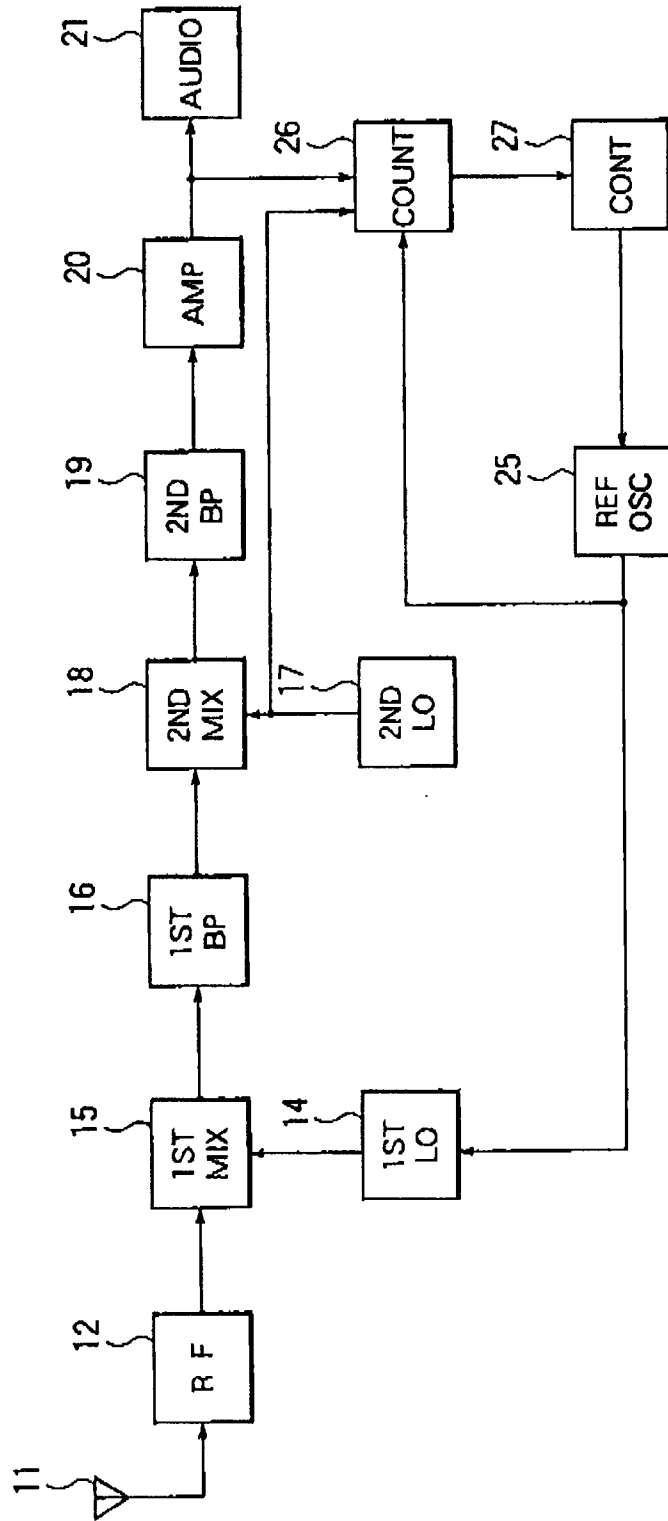 11
12
RF
15
1ST
MIX
14
1ST
LO
16
1ST
BP
18
2ND
MIX
17
2ND
LO
19
2ND
BP
20
AMP
21
AUDIO
26
COUNT
27
CONT
25
REF
OSC